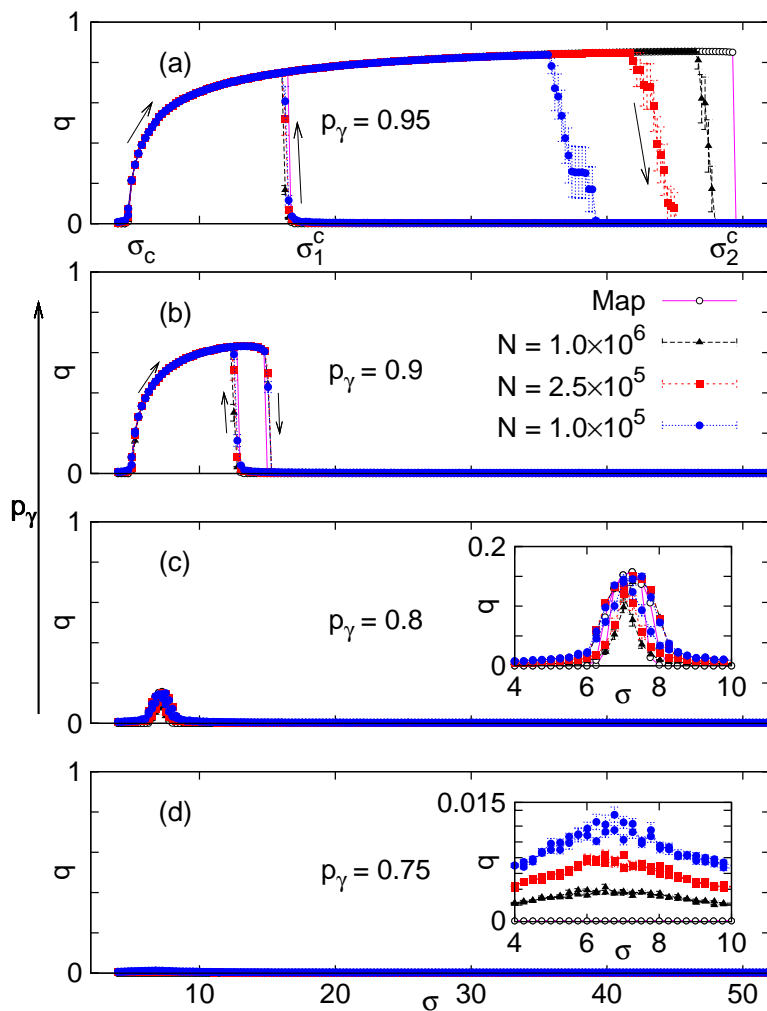 1
(a)
q
p_γ = 0.95
0
σ_c
σ_1^c
σ_2^c
1
(b)
Map
q
N = 1.0×10^6
p_γ = 0.9
N = 2.5×10^5
N = 1.0×10^5
0
p_γ
1
(c)
0.2
q
q
p_γ = 0.8
0
4 6 8 10
σ
0
1
(d)
0.015
q
q
p_γ = 0.75
0
4 6 8 10
σ
0
10 20 30 40 50
σ